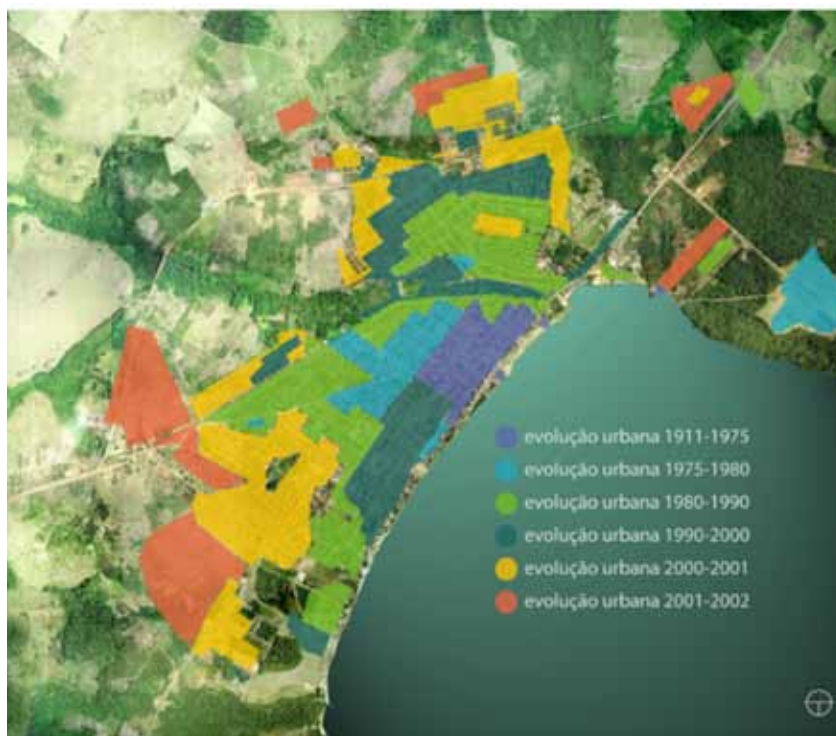 evolução urbana 1911-1975
evolução urbana 1975-1980
evolução urbana 1980-1990
evolução urbana 1990-2000
evolução urbana 2000-2001
evolução urbana 2001-2002